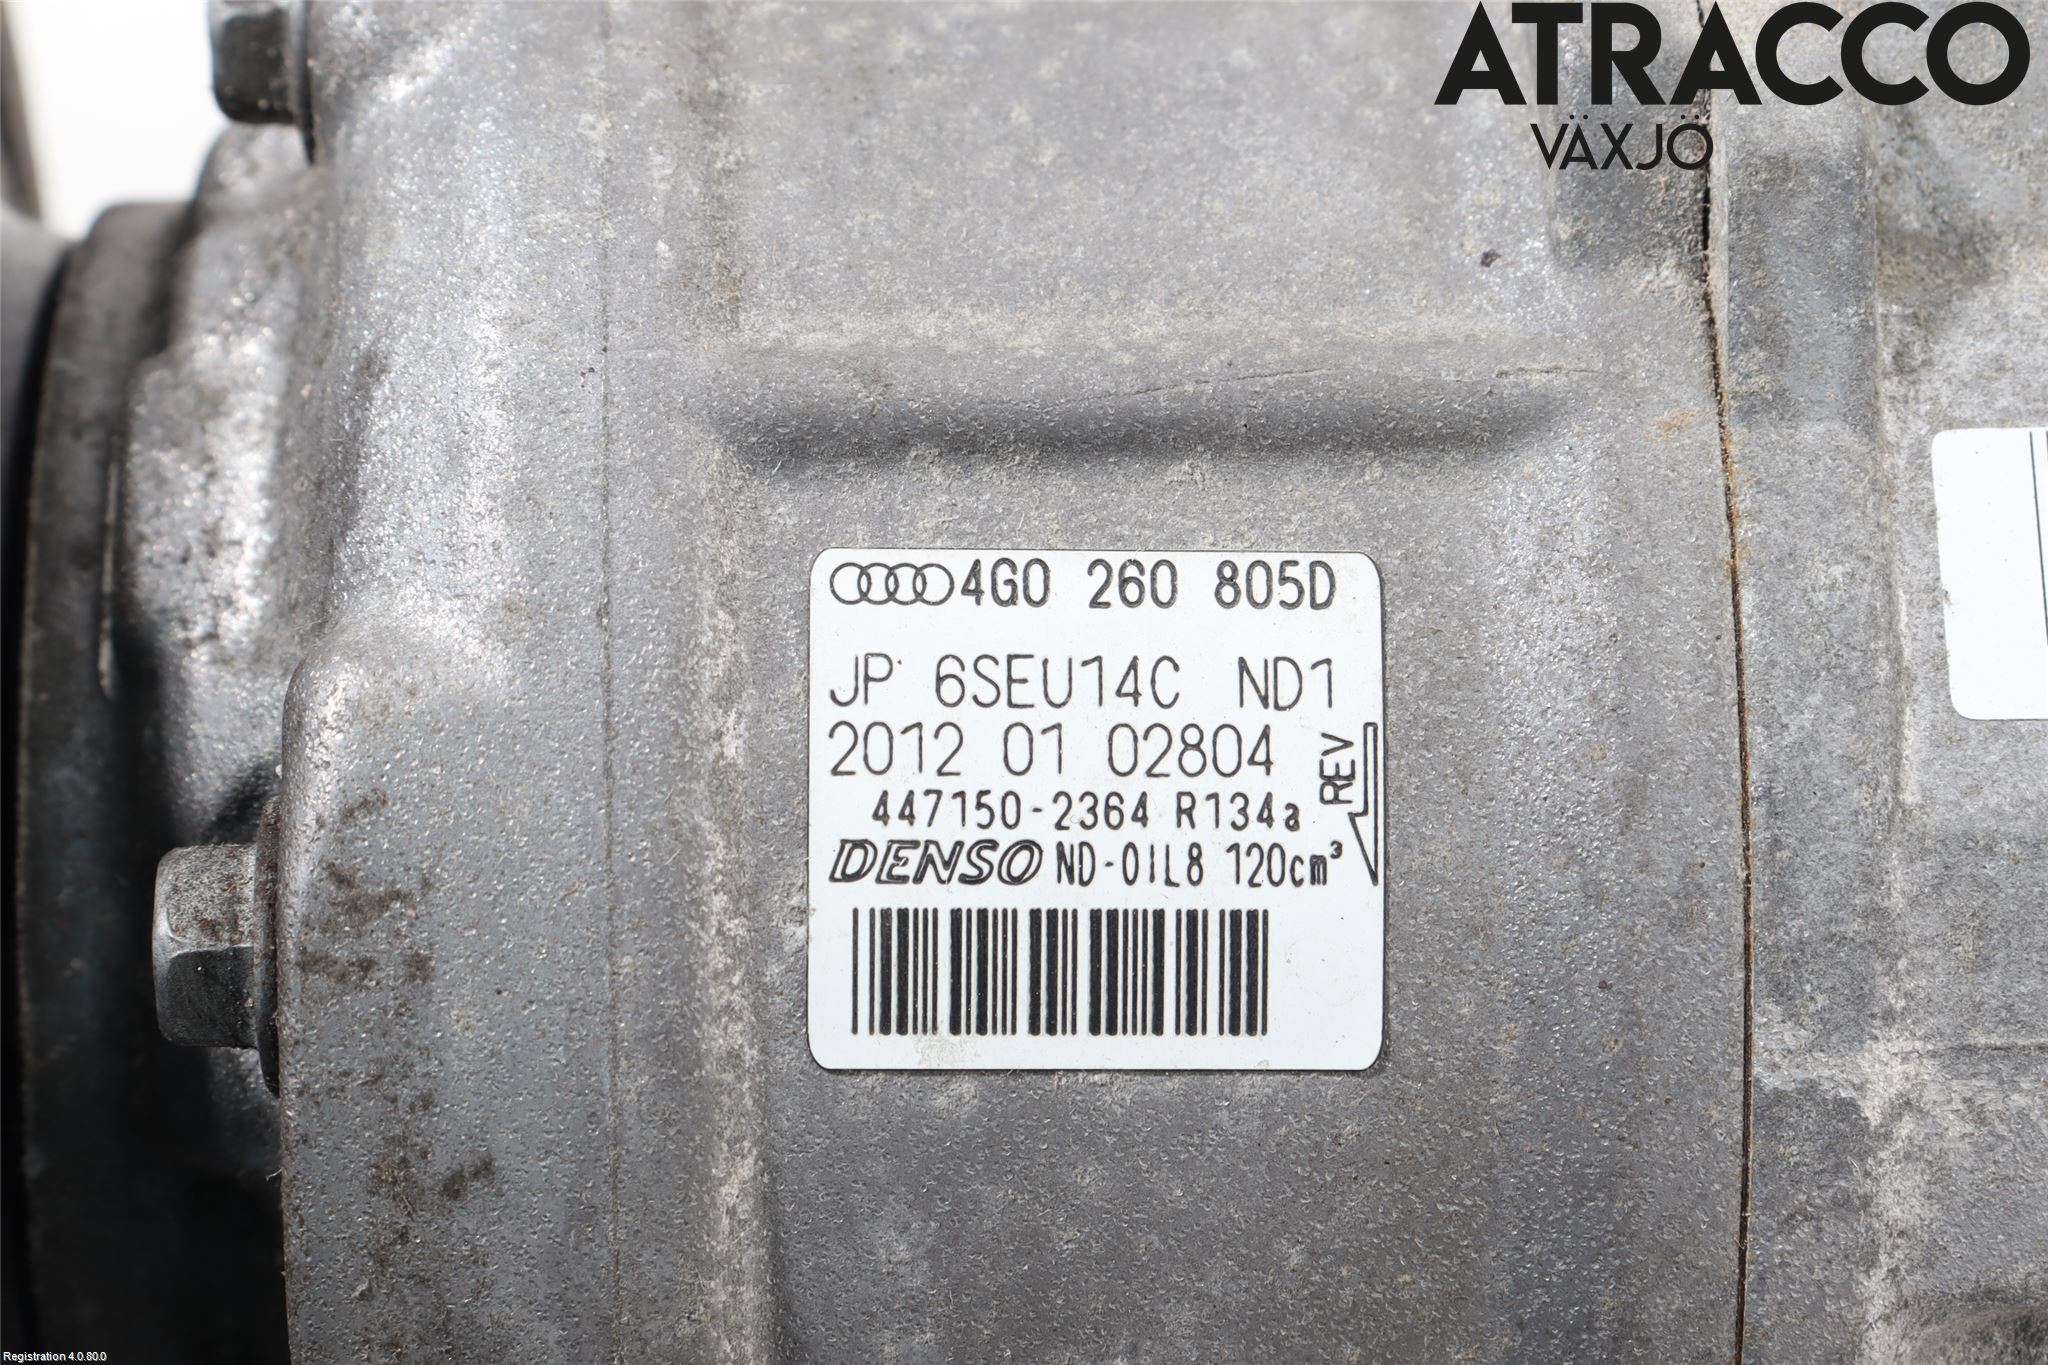 ATRACCO
VÄXJÖ
4G0 260 805D
JP 6SEU14C ND1
2012 01 02804
REV
447150-2364 R134a
DENSO ND-OIL8 120cm³
Registration 4.0.80.0